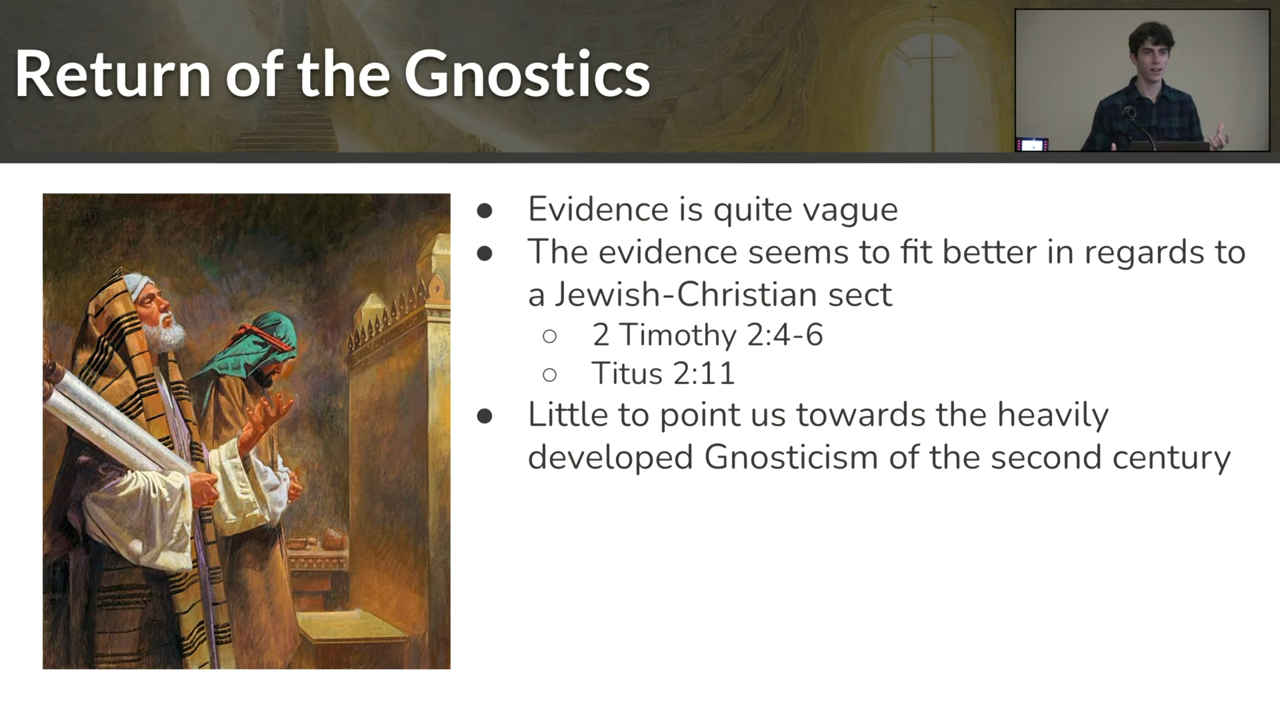 Return of the Gnostics
● Evidence is quite vague
● The evidence seems to fit better in regards to
a Jewish-Christian sect
○ 2 Timothy 2:4-6
○ Titus 2:11
● Little to point us towards the heavily
developed Gnosticism of the second century